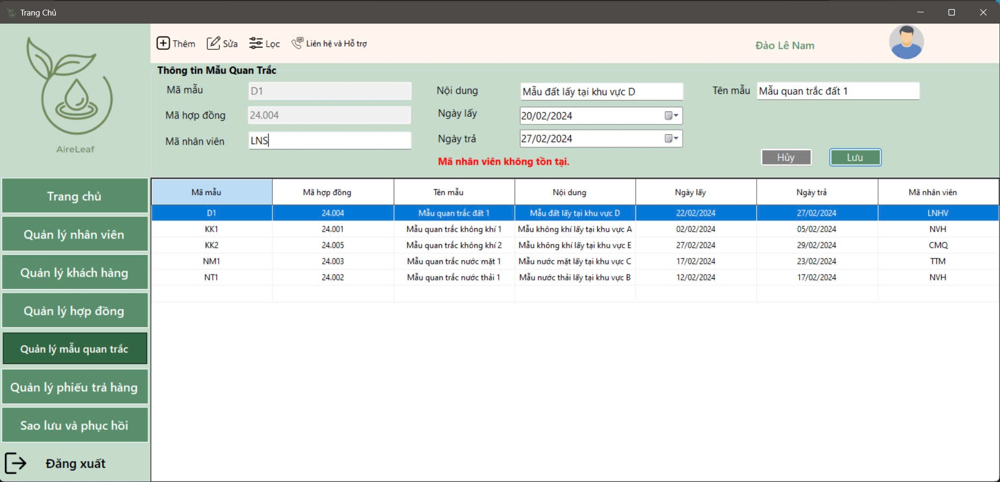 Trang Chủ
AireLeaf
Thêm Sửa Lọc Liên hệ và Hỗ trợ Đào Lê Nam
Thông tin Mẫu Quan Trắc
Mã mẫu D1 Nội dung Mẫu đất lấy tại khu vực D Tên mẫu Mẫu quan trắc đất 1
Mã hợp đồng 24.004 Ngày lấy 20/02/2024
Mã nhân viên LNS Ngày trả 27/02/2024
Mã nhân viên không tồn tại. Hủy Lưu
Trang chủ
Quản lý nhân viên
Quản lý khách hàng
Quản lý hợp đồng
Quản lý mẫu quan trắc
Quản lý phiếu trả hàng
Sao lưu và phục hồi
Đăng xuất
Mã mẫu Mã hợp đồng Tên mẫu Nội dung Ngày lấy Ngày trả Mã nhân viên
D1 24.004 Mẫu quan trắc đất 1 Mẫu đất lấy tại khu vực D 22/02/2024 27/02/2024 LNHV
KK1 24.001 Mẫu quan trắc không khí 1 Mẫu không khí lấy tại khu vực A 02/02/2024 05/02/2024 NVH
KK2 24.005 Mẫu quan trắc không khí 2 Mẫu không khí lấy tại khu vực E 27/02/2024 29/02/2024 CMQ
NM1 24.003 Mẫu quan trắc nước mặt 1 Mẫu nước mặt lấy tại khu vực C 17/02/2024 23/02/2024 TTM
NT1 24.002 Mẫu quan trắc nước thải 1 Mẫu nước thải lấy tại khu vực B 12/02/2024 17/02/2024 NVH